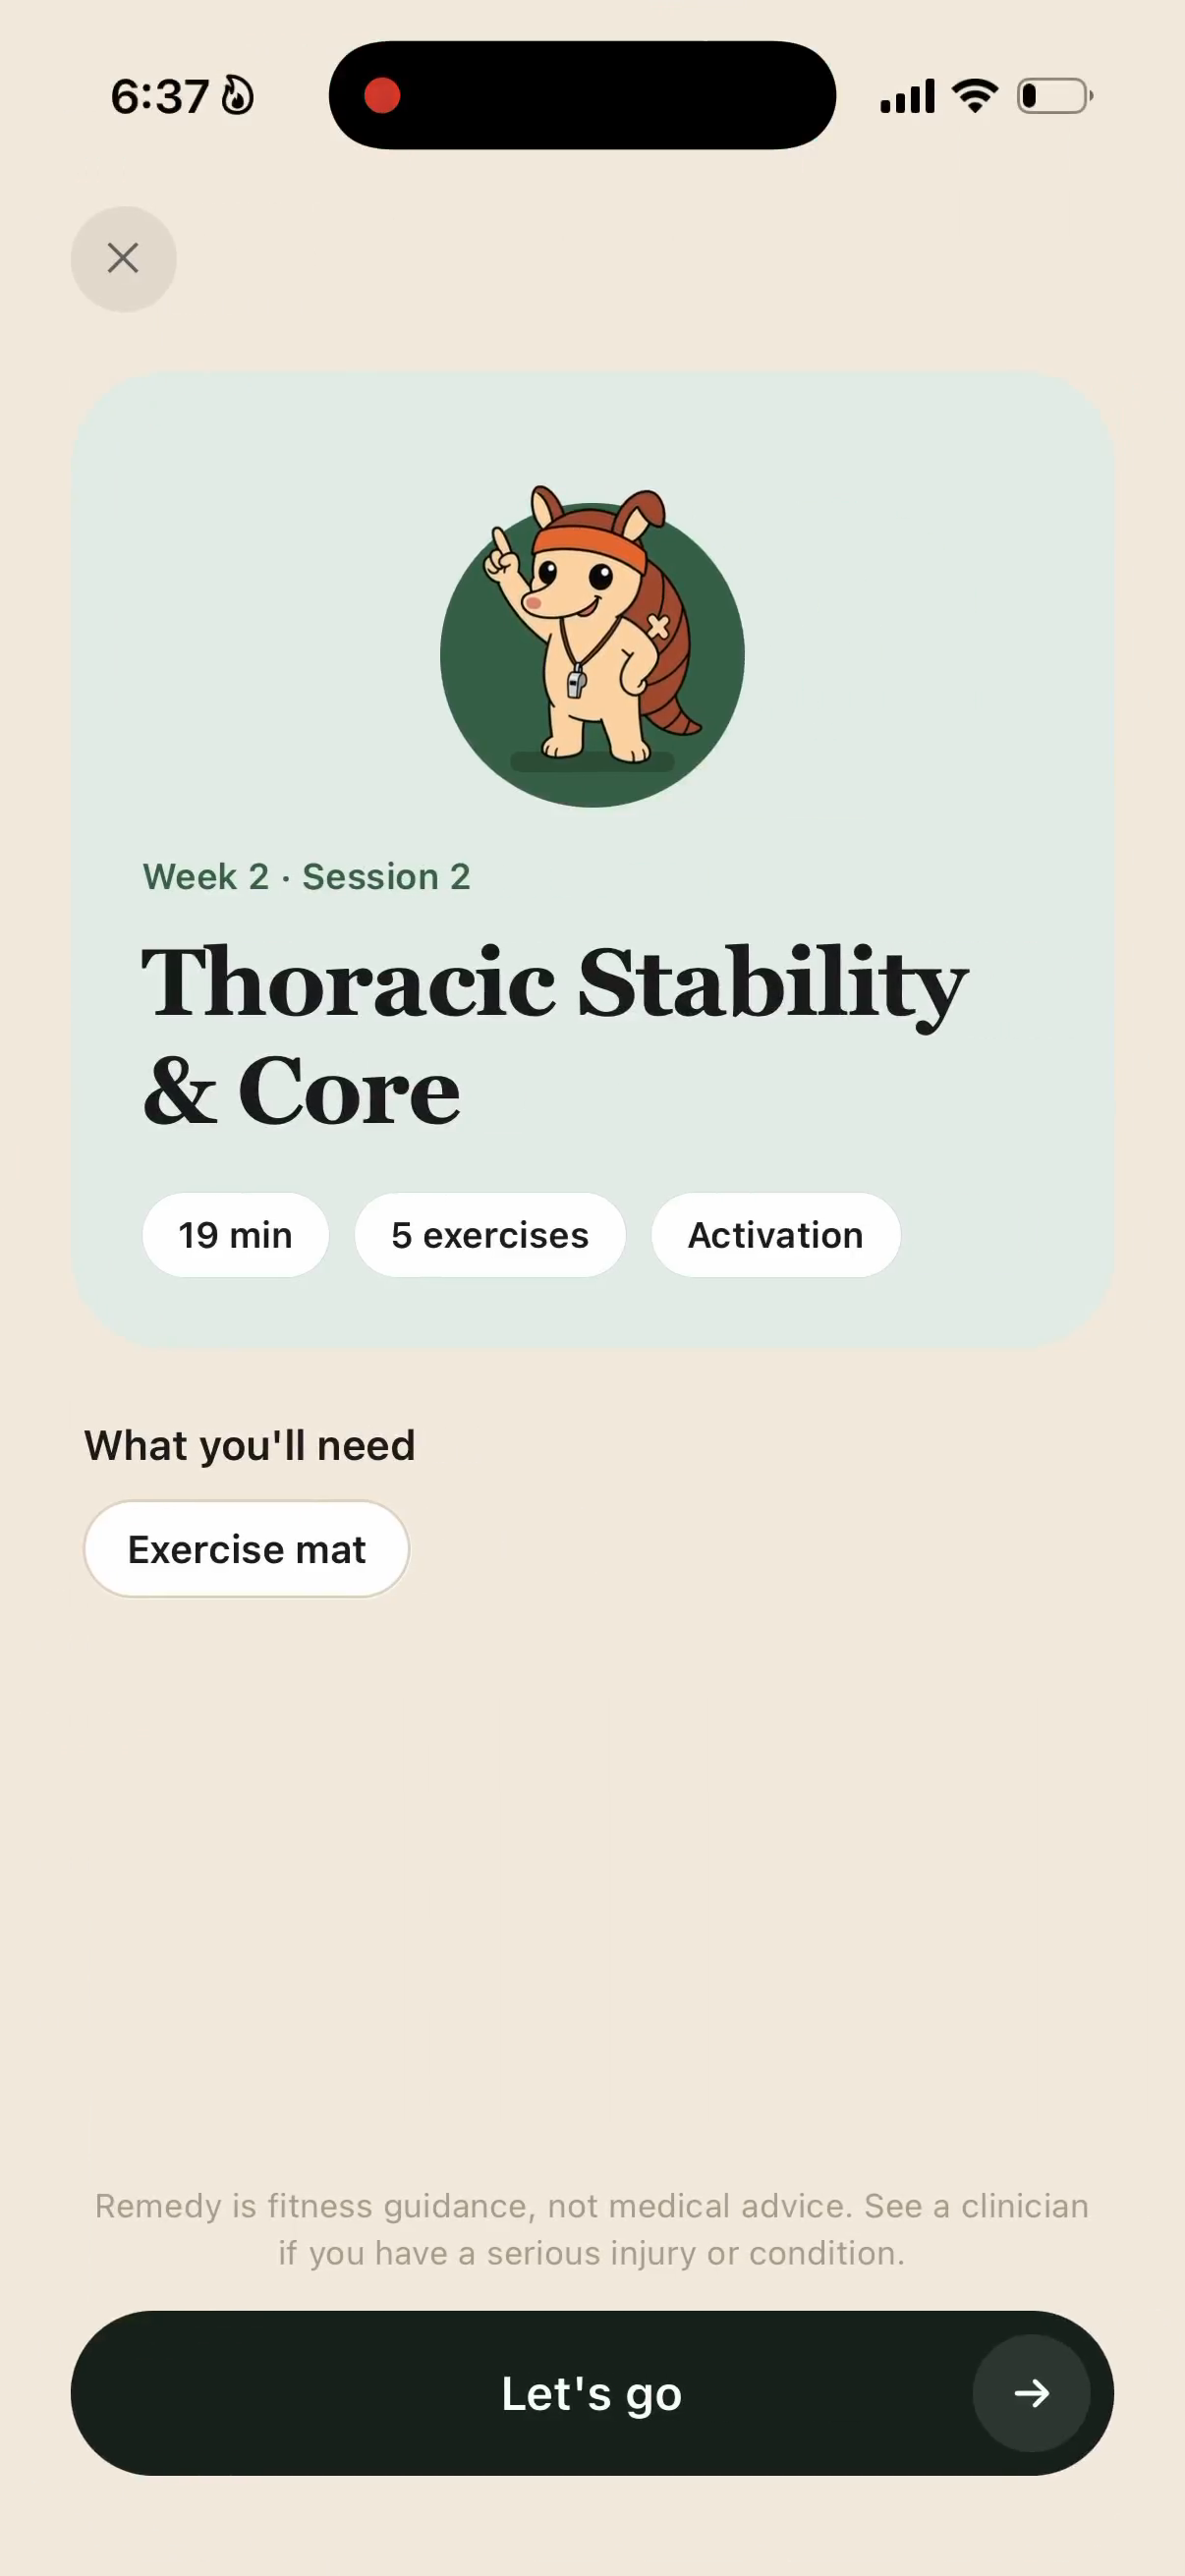 6:37
Week 2 · Session 2
Thoracic Stability
& Core
19 min
5 exercises
Activation
What you'll need
Exercise mat
Remedy is fitness guidance, not medical advice. See a clinician
if you have a serious injury or condition.
Let's go